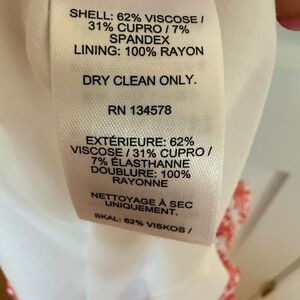 SHELL: 62% VISCOSE /
31% CUPRO / 7%
SPANDEX
LINING: 100% RAYON
DRY CLEAN ONLY.
RN 134578
EXTÉRIEURE: 62%
VISCOSE / 31% CUPRO /
7% ÉLASTHANNE
DOUBLURE: 100%
RAYONNE
NETTOYAGE À SEC
UNIQUEMENT.
SKAL: 62% VISKOS /